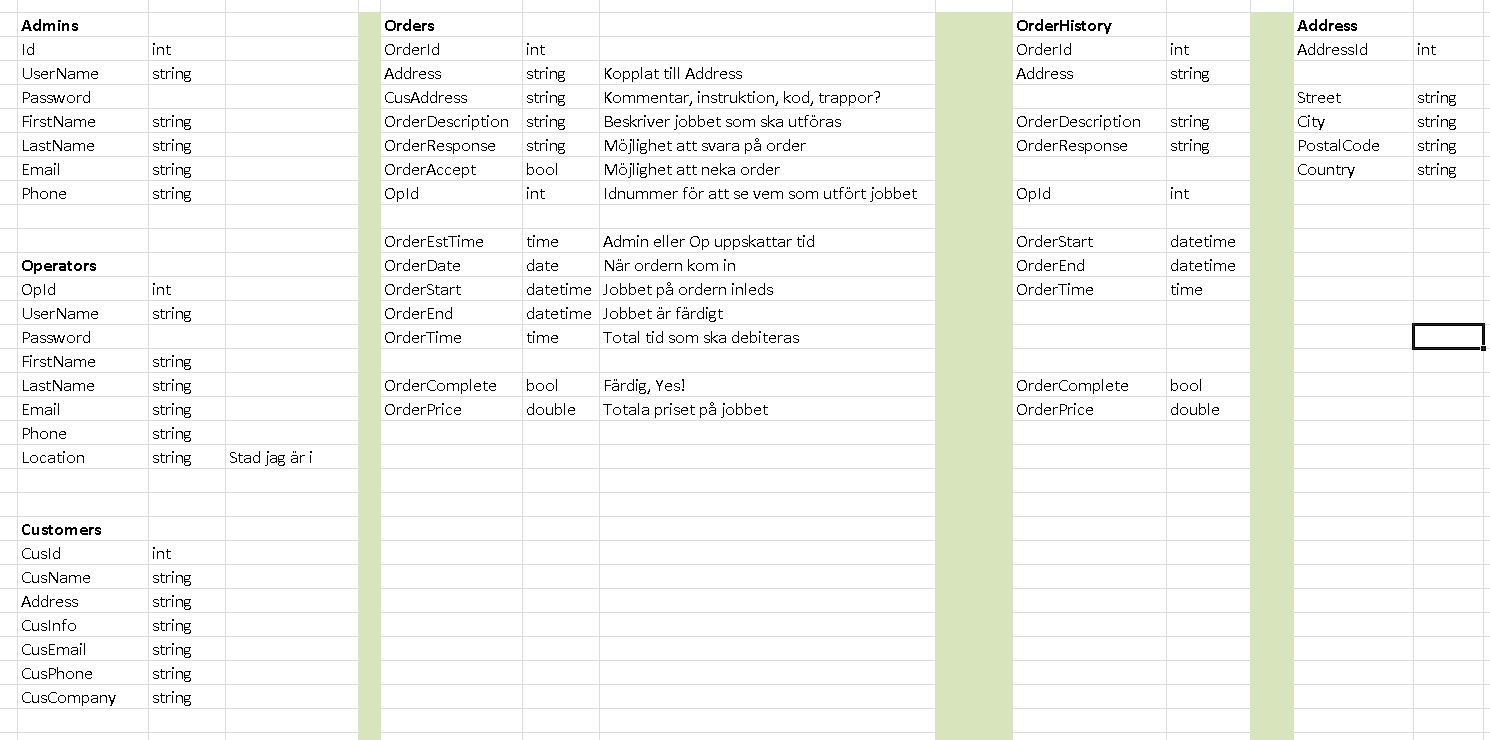 Admins
Id int
UserName string
Password
FirstName string
LastName string
Email string
Phone string
Operators
OpId int
UserName string
Password
FirstName string
LastName string
Email string
Phone string
Location string Stad jag är i
Customers
CusId int
CusName string
Address string
CusInfo string
CusEmail string
CusPhone string
CusCompany string
Orders
OrderId int
Address string Kopplat till Address
CusAddress string Kommentar, instruktion, kod, trappor?
OrderDescription string Beskriver jobbet som ska utföras
OrderResponse string Möjlighet att svara på order
OrderAccept bool Möjlighet att neka order
OpId int Idnummer för att se vem som utfört jobbet
OrderEstTime time Admin eller Op uppskattar tid
OrderDate date När ordern kom in
OrderStart datetime Jobbet på ordern inleds
OrderEnd datetime Jobbet är färdigt
OrderTime time Total tid som ska debiteras
OrderComplete bool Färdig, Yes!
OrderPrice double Totala priset på jobbet
OrderHistory
OrderId int
Address string
OrderDescription string
OrderResponse string
OpId int
OrderStart datetime
OrderEnd datetime
OrderTime time
OrderComplete bool
OrderPrice double
Address
AddressId int
Street string
City string
PostalCode string
Country string